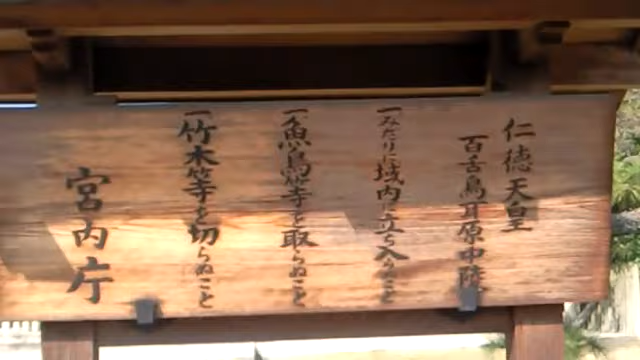 仁徳天皇
百舌鳥耳原中陵
一みだりに域内に立ち入らぬこと
一魚鳥等を取らぬこと
一竹木等を切らぬこと
宮内庁